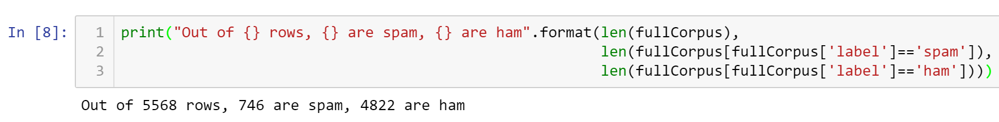 In [8]: 1 print("Out of {} rows, {} are spam, {} are ham".format(len(fullCorpus),
2 len(fullCorpus[fullCorpus['label']=='spam']),
3 len(fullCorpus[fullCorpus['label']=='ham'])))
Out of 5568 rows, 746 are spam, 4822 are ham